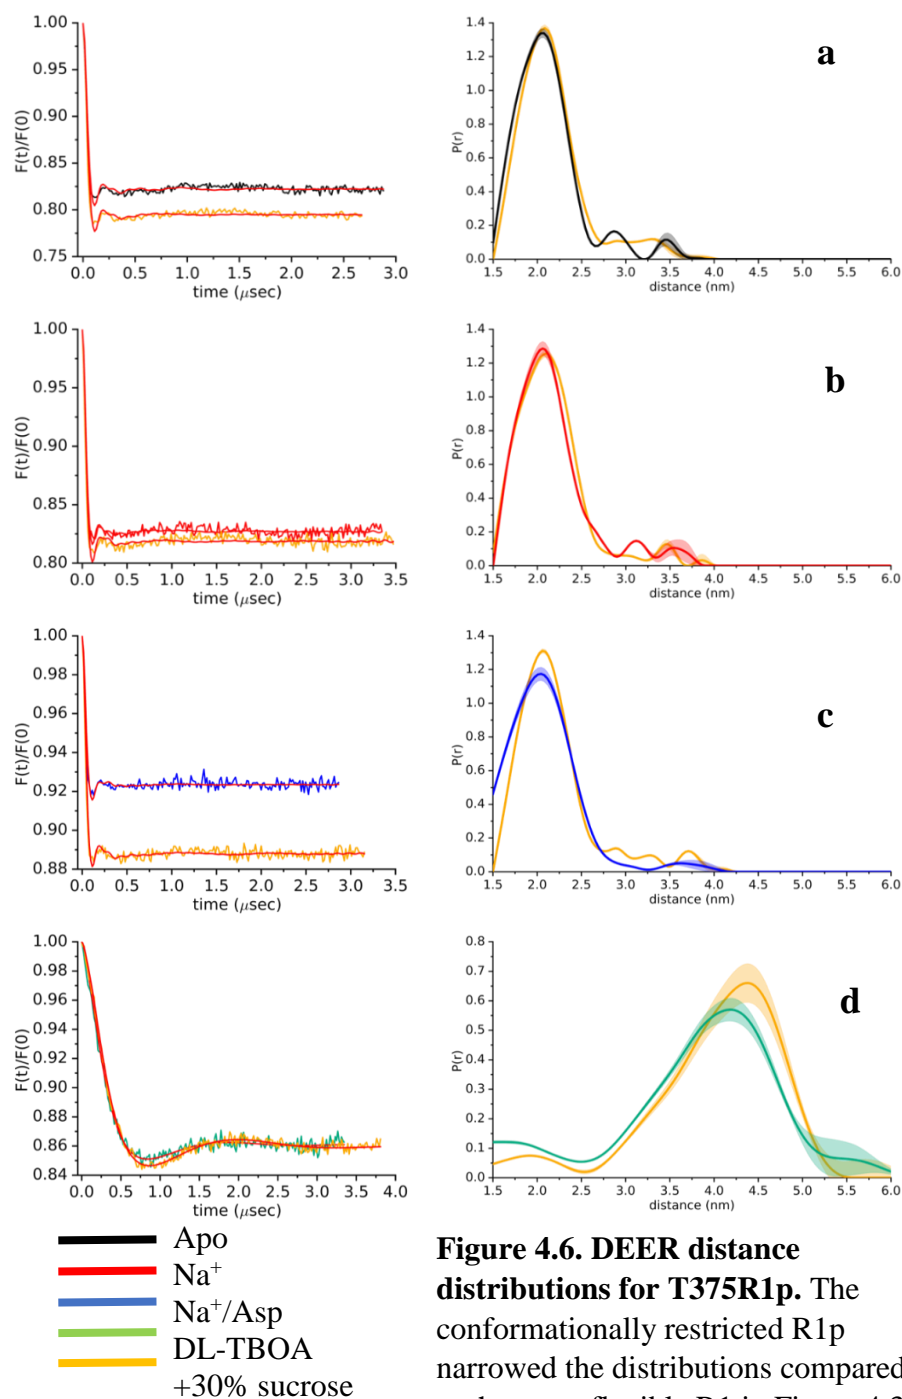 1.00
0.95
0.90
0.85
0.80
0.75
F(t)/F(0)
0.0 0.5 1.0 1.5 2.0 2.5 3.0
time (μsec)
1.4
1.2
1.0
0.8
0.6
0.4
0.2
0.0
P(r)
1.5 2.0 2.5 3.0 3.5 4.0 4.5 5.0 5.5 6.0
distance (nm)
a
1.00
0.95
0.90
0.85
0.80
F(t)/F(0)
0.0 0.5 1.0 1.5 2.0 2.5 3.0 3.5
time (μsec)
1.4
1.2
1.0
0.8
0.6
0.4
0.2
0.0
P(r)
1.5 2.0 2.5 3.0 3.5 4.0 4.5 5.0 5.5 6.0
distance (nm)
b
1.00
0.98
0.96
0.94
0.92
0.90
0.88
F(t)/F(0)
0.0 0.5 1.0 1.5 2.0 2.5 3.0 3.5
time (μsec)
1.4
1.2
1.0
0.8
0.6
0.4
0.2
0.0
P(r)
1.5 2.0 2.5 3.0 3.5 4.0 4.5 5.0 5.5 6.0
distance (nm)
c
1.00
0.98
0.96
0.94
0.92
0.90
0.88
0.86
0.84
F(t)/F(0)
0.0 0.5 1.0 1.5 2.0 2.5 3.0 3.5 4.0
time (μsec)
0.8
0.7
0.6
0.5
0.4
0.3
0.2
0.1
0.0
P(r)
1.5 2.0 2.5 3.0 3.5 4.0 4.5 5.0 5.5 6.0
distance (nm)
d
Apo
Na⁺
Na⁺/Asp
DL-TBOA
+30% sucrose
Figure 4.6. DEER distance
distributions for T375R1p. The
conformationally restricted R1p
narrowed the distributions compared